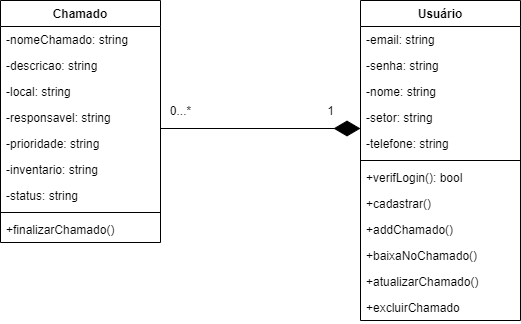 Chamado
-nomeChamado: string
-descricao: string
-local: string
-responsavel: string
-prioridade: string
-inventario: string
-status: string
+finalizarChamado()
0...*
1
Usuário
-email: string
-senha: string
-nome: string
-setor: string
-telefone: string
+verifLogin(): bool
+cadastrar()
+addChamado()
+baixaNoChamado()
+atualizarChamado()
+excluirChamado